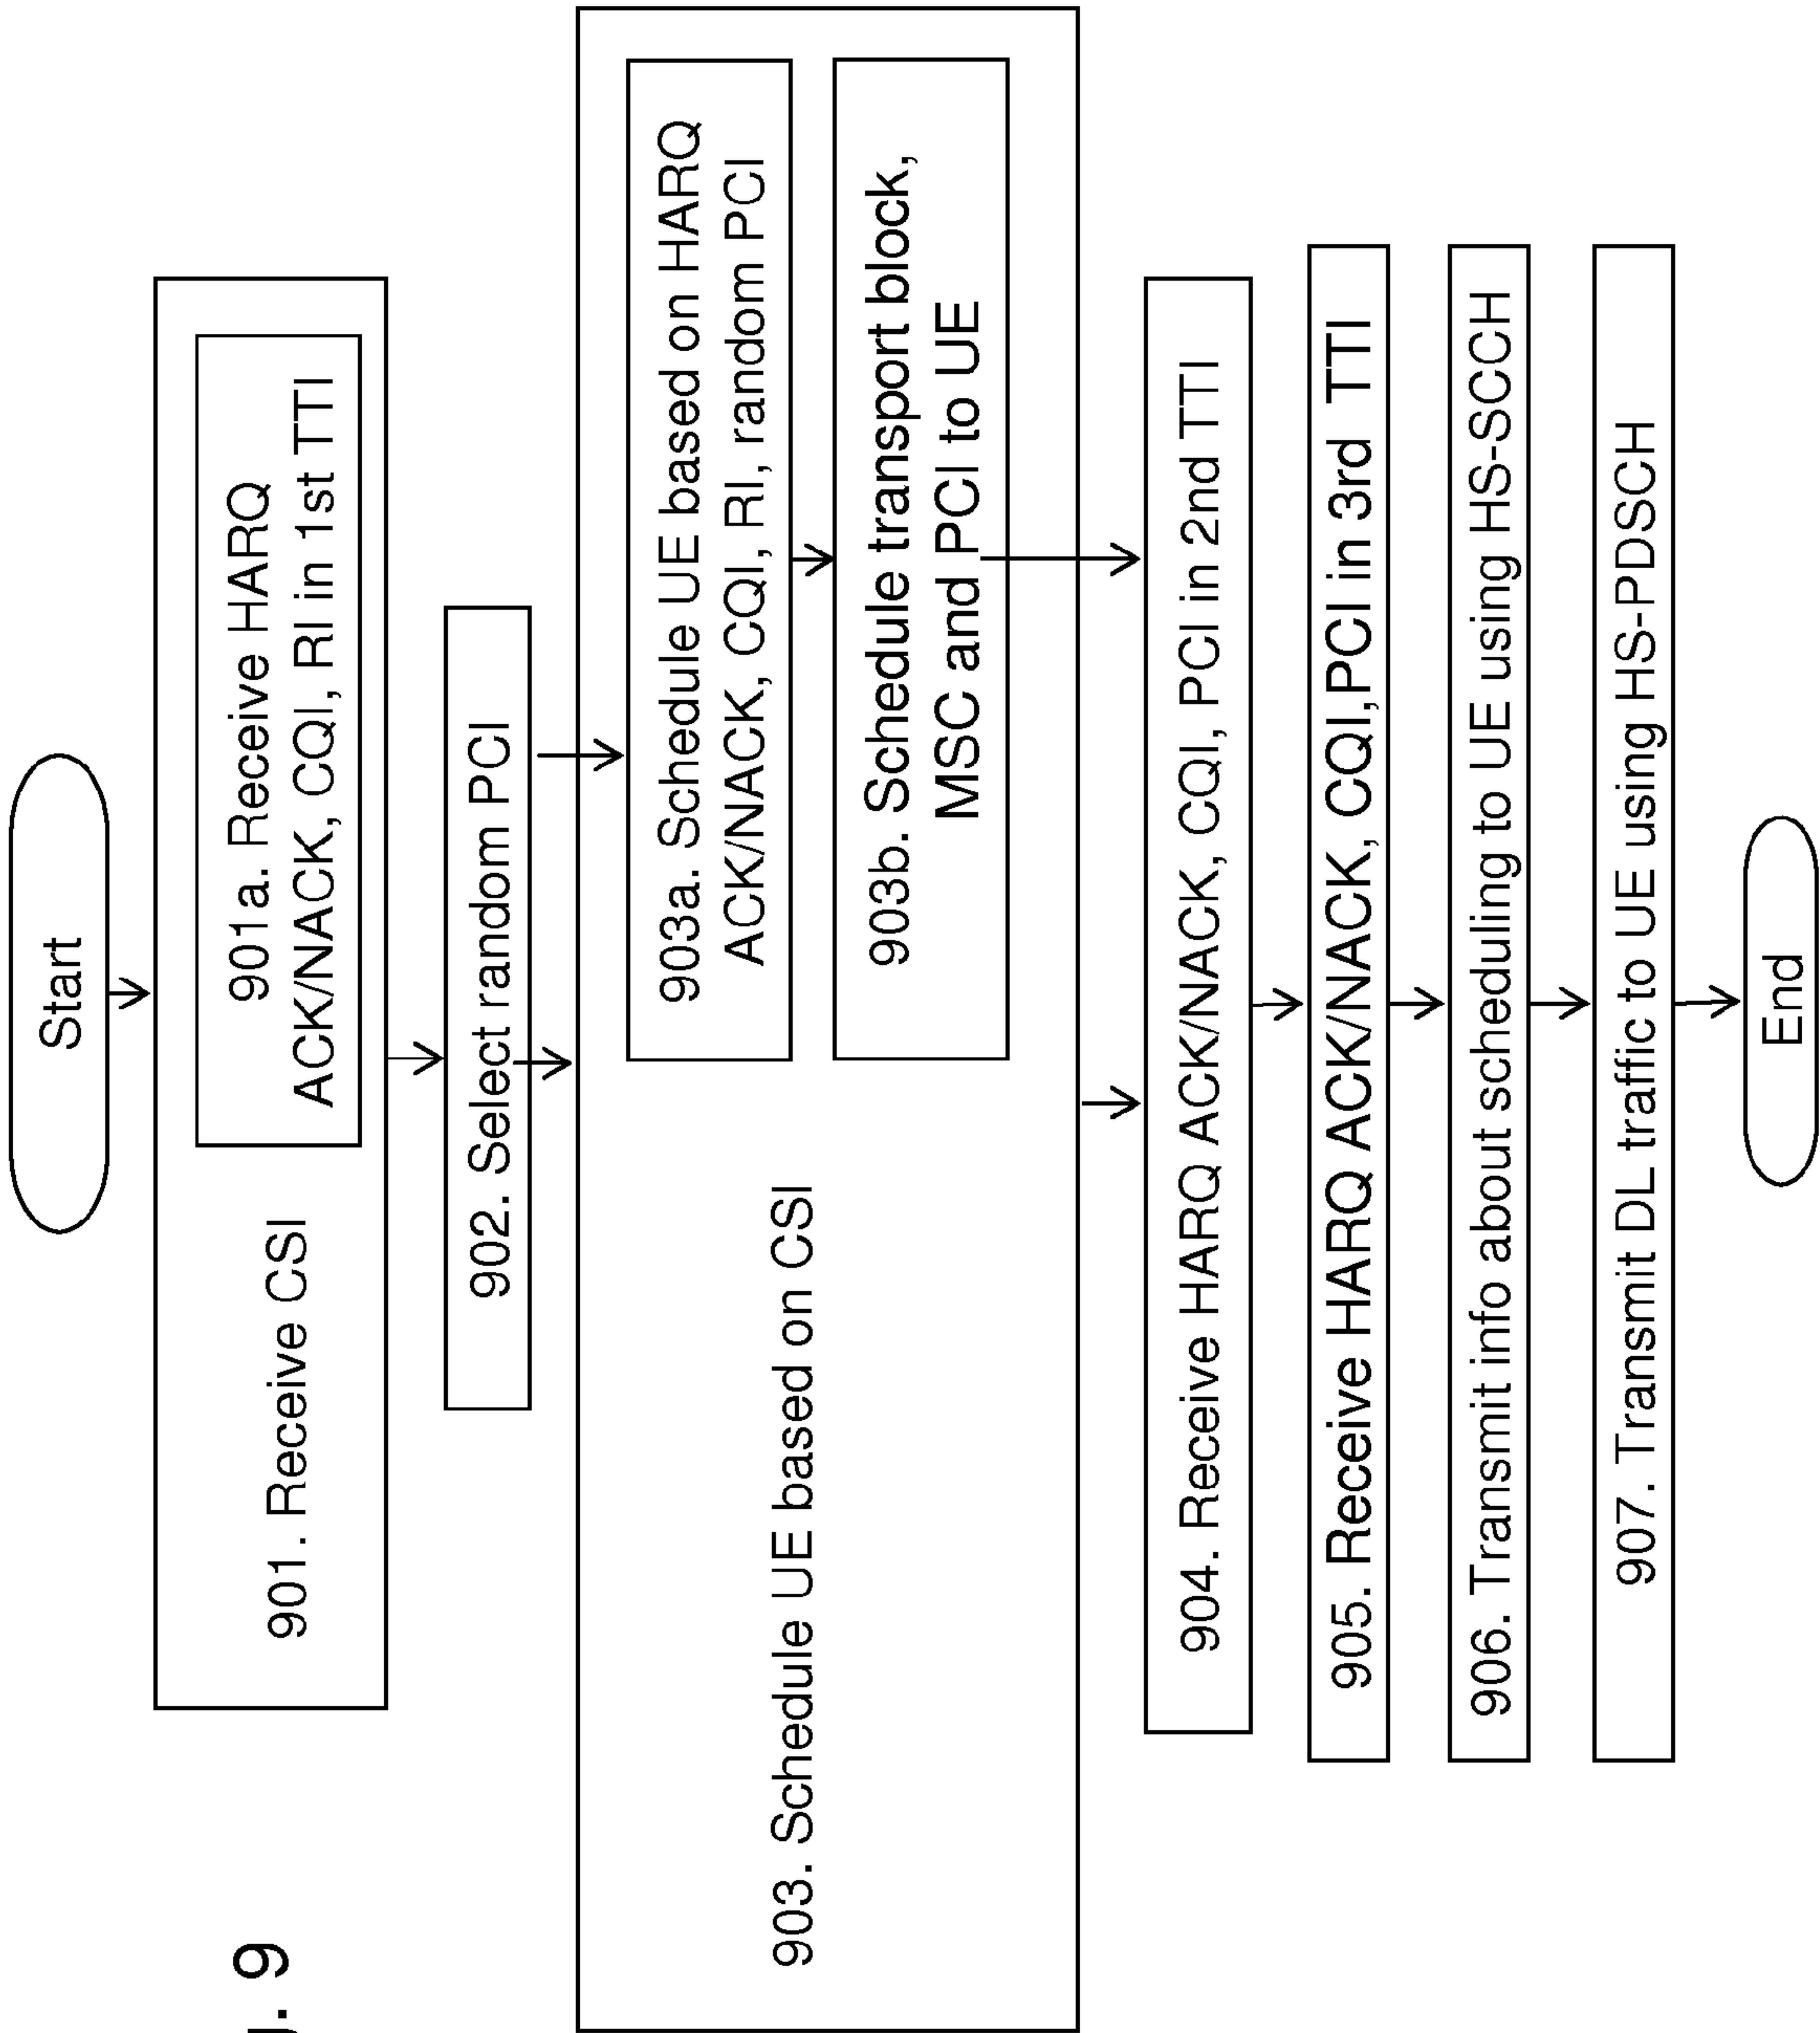 Start
901. Receive CSI
901a. Receive HARQ
ACK/NACK, CQI, RI in 1st TTI
902. Select random PCI
903. Schedule UE based on CSI
903a. Schedule UE based on HARQ
ACK/NACK, CQI, RI, random PCI
903b. Schedule transport block,
MSC and PCI to UE
904. Receive HARQ ACK/NACK, CQI, PCI in 2nd TTI
905. Receive HARQ ACK/NACK, CQI,PCI in 3rd TTI
906. Transmit info about scheduling to UE using HS-SCCH
907. Transmit DL traffic to UE using HS-PDSCH
End
g. 9